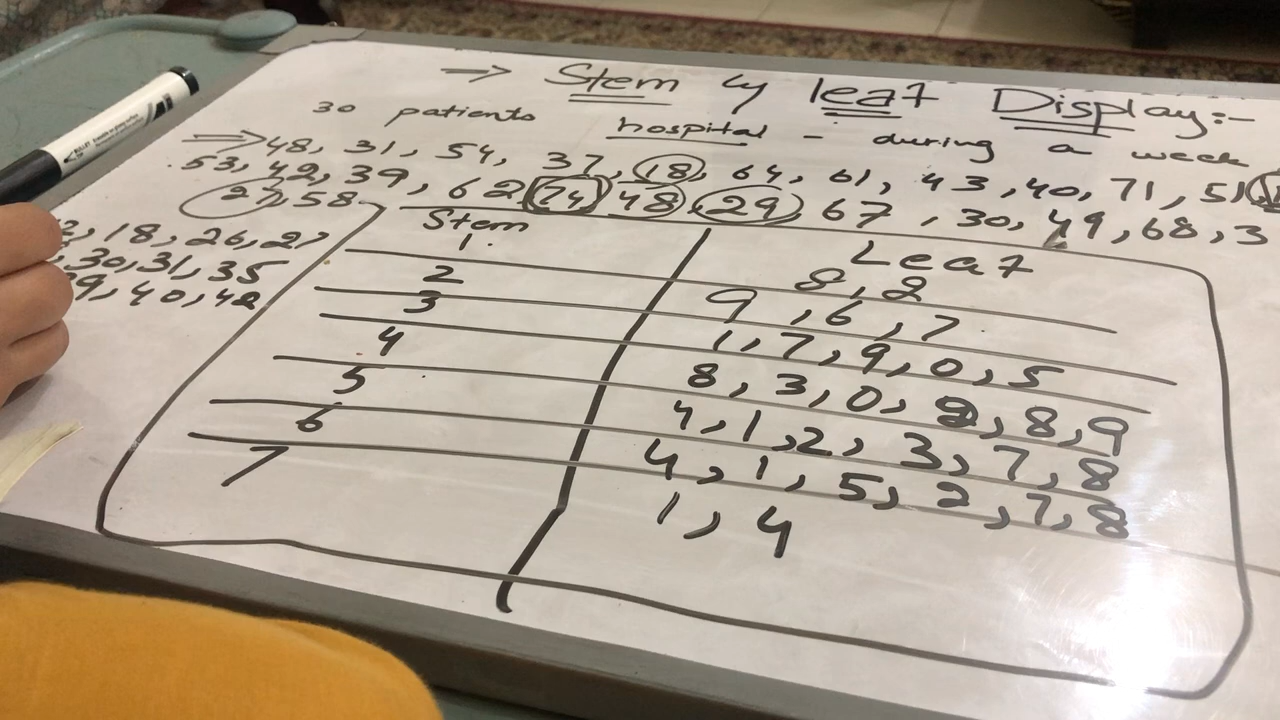 ⇒ Stem by leaf Display:-
30 patients hospital - during a week
⇒ 48, 31, 54, 37, 18, 64, 61, 43, 40, 71, 51,
53, 42, 39, 62, 74, 48, 29, 67, 30, 49, 68, 3
27, 58
18, 26, 27
30, 31, 35
9, 40, 42
Stem Leaf
1 8, 2
2 9, 6, 7
3 1, 7, 9, 0, 5
4 8, 3, 0, 2, 8, 9
5 4, 1, 2, 3, 7, 8
6 4, 1, 5, 2, 7, 8
7 1, 4